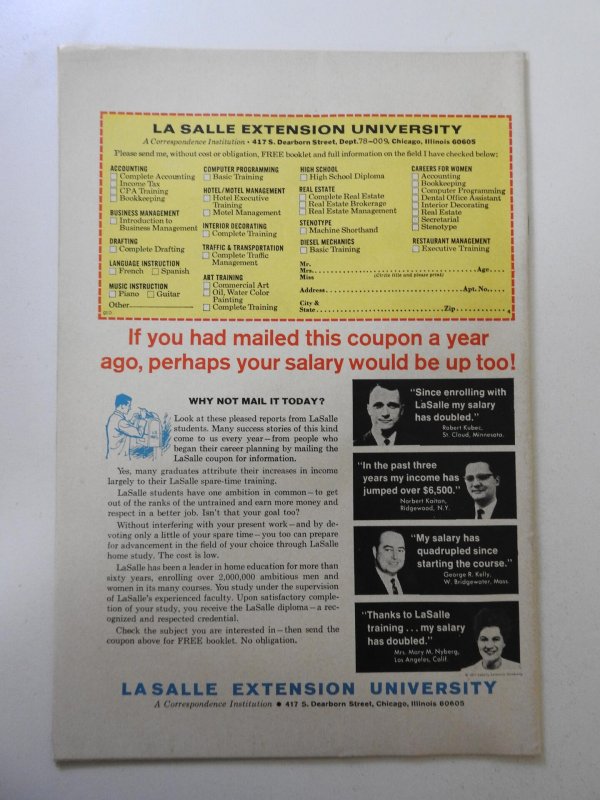 LA SALLE EXTENSION UNIVERSITY
A Correspondence Institution • 417 S. Dearborn Street, Dept. 78-009, Chicago, Illinois 60605
Please send me, without cost or obligation, FREE booklet and full information on the field I have checked below:
ACCOUNTING
Complete Accounting
Income Tax
CPA Training
Bookkeeping
BUSINESS MANAGEMENT
Introduction to
Business Management
DRAFTING
Complete Drafting
LANGUAGE INSTRUCTION
French Spanish
MUSIC INSTRUCTION
Piano Guitar
Other
COMPUTER PROGRAMMING
Basic Training
HOTEL/MOTEL MANAGEMENT
Hotel Executive
Training
Motel Management
INTERIOR DECORATING
Complete Training
TRAFFIC & TRANSPORTATION
Complete Traffic
Management
ART TRAINING
Commercial Art
Oil, Water Color
Painting
Complete Training
HIGH SCHOOL
High School Diploma
REAL ESTATE
Complete Real Estate
Real Estate Brokerage
Real Estate Management
STENOTYPE
Machine Shorthand
DIESEL MECHANICS
Basic Training
CAREERS FOR WOMEN
Accounting
Bookkeeping
Computer Programming
Dental Office Assistant
Interior Decorating
Real Estate
Secretarial
Stenotype
RESTAURANT MANAGEMENT
Executive Training
Mr.
Mrs. Age
Miss (Circle title and please print)
Address Apt. No.
City &
State Zip
4
If you had mailed this coupon a year
ago, perhaps your salary would be up too!
WHY NOT MAIL IT TODAY?
Look at these pleased reports from LaSalle
students. Many success stories of this kind
come to us every year—from people who
began their career planning by mailing the
LaSalle coupon for information.
Yes, many graduates attribute their increases in income
largely to their LaSalle spare-time training.
LaSalle students have one ambition in common—to get
out of the ranks of the untrained and earn more money and
respect in a better job. Isn't that your goal too?
Without interfering with your present work—and by de-
voting only a little of your spare time—you too can prepare
for advancement in the field of your choice through LaSalle
home study. The cost is low.
LaSalle has been a leader in home education for more than
sixty years, enrolling over 2,000,000 ambitious men and
women in its many courses. You study under the supervision
of LaSalle's experienced faculty. Upon satisfactory comple-
tion of your study, you receive the LaSalle diploma—a rec-
ognized and respected credential.
Check the subject you are interested in—then send the
coupon above for FREE booklet. No obligation.
"Since enrolling with
LaSalle my salary
has doubled."
Robert Kubec,
St. Cloud, Minnesota.
"In the past three
years my income has
jumped over $6,500."
Norbert Kaitan,
Ridgewood, N.Y.
"My salary has
quadrupled since
starting the course."
George R. Kelly,
W. Bridgewater, Mass.
"Thanks to LaSalle
training...my salary
has doubled."
Mrs. Mary M. Nyberg,
Los Angeles, Calif.
LA SALLE EXTENSION UNIVERSITY
A Correspondence Institution • 417 S. Dearborn Street, Chicago, Illinois 60605